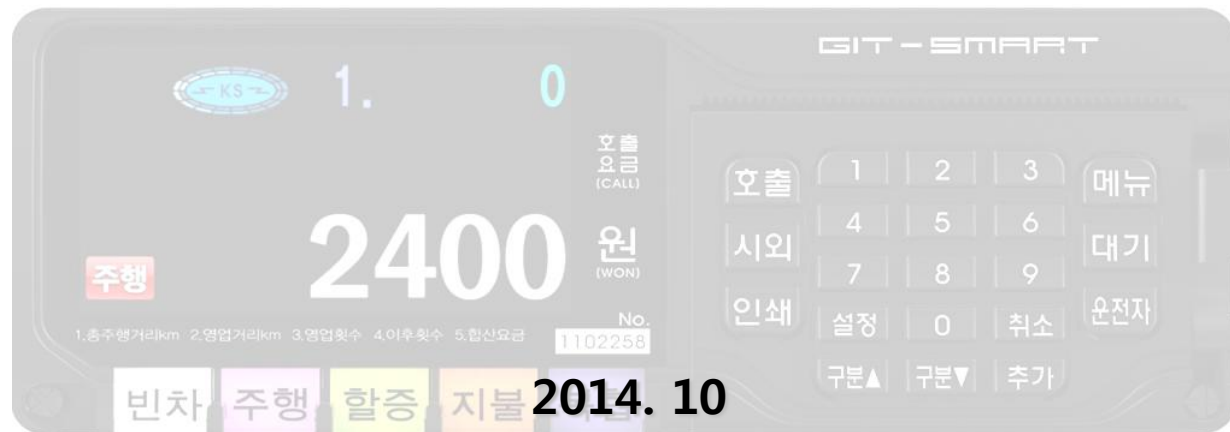 GIT-SMART
KS 1. 0
호출
요금
(CALL)
2400 원
(WON)
주행
1.총주행거리km 2.영업거리km 3.영업횟수 4.이후횟수 5.합산요금
No.
1102258
빈차 주행 할증 지불
호출 1 2 3 메뉴
시외 4 5 6 대기
7 8 9
인쇄 설정 0 취소 운전자
구분▲ 구분▼ 추가
2014. 10